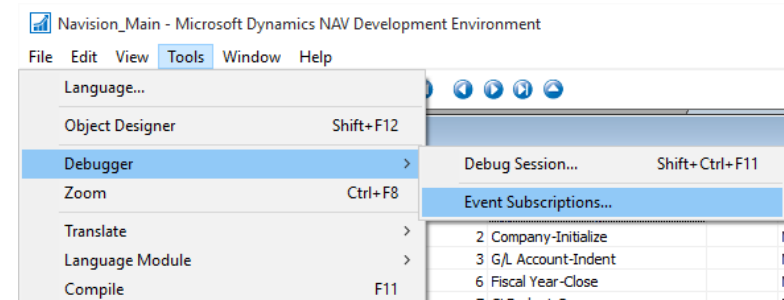 Navision_Main - Microsoft Dynamics NAV Development Environment
File Edit View Tools Window Help
Language...
Object Designer Shift+F12
Debugger
Debug Session... Shift+Ctrl+F11
Zoom Ctrl+F8
Event Subscriptions...
Translate
2 Company-Initialize
Language Module
3 G/L Account-Indent
Compile F11
6 Fiscal Year-Close